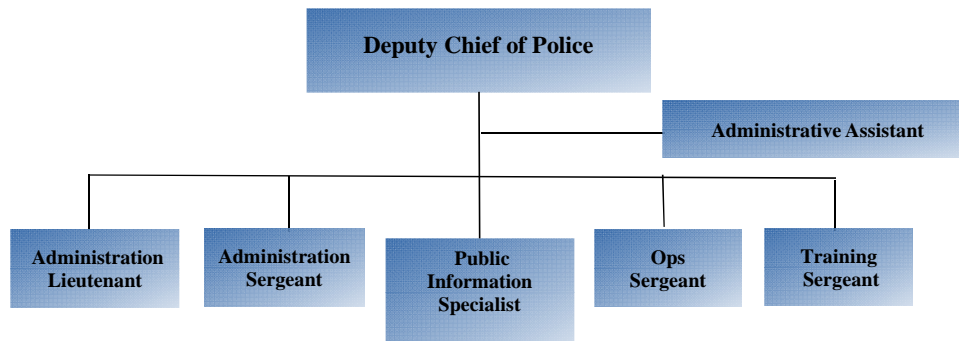 Deputy Chief of Police
Administrative Assistant
Administration
Lieutenant
Administration
Sergeant
Public
Information
Specialist
Ops
Sergeant
Training
Sergeant